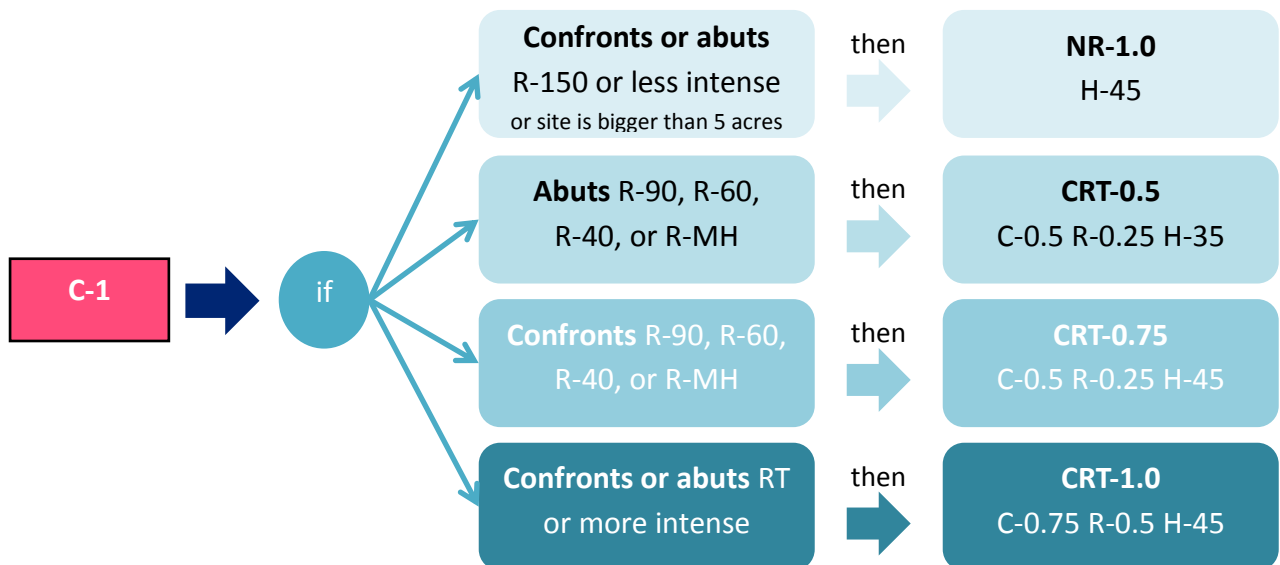 C-1
if
Confronts or abuts
R-150 or less intense
or site is bigger than 5 acres
then
NR-1.0
H-45
Abuts R-90, R-60,
R-40, or R-MH
then
CRT-0.5
C-0.5 R-0.25 H-35
Confronts R-90, R-60,
R-40, or R-MH
then
CRT-0.75
C-0.5 R-0.25 H-45
Confronts or abuts RT
or more intense
then
CRT-1.0
C-0.75 R-0.5 H-45